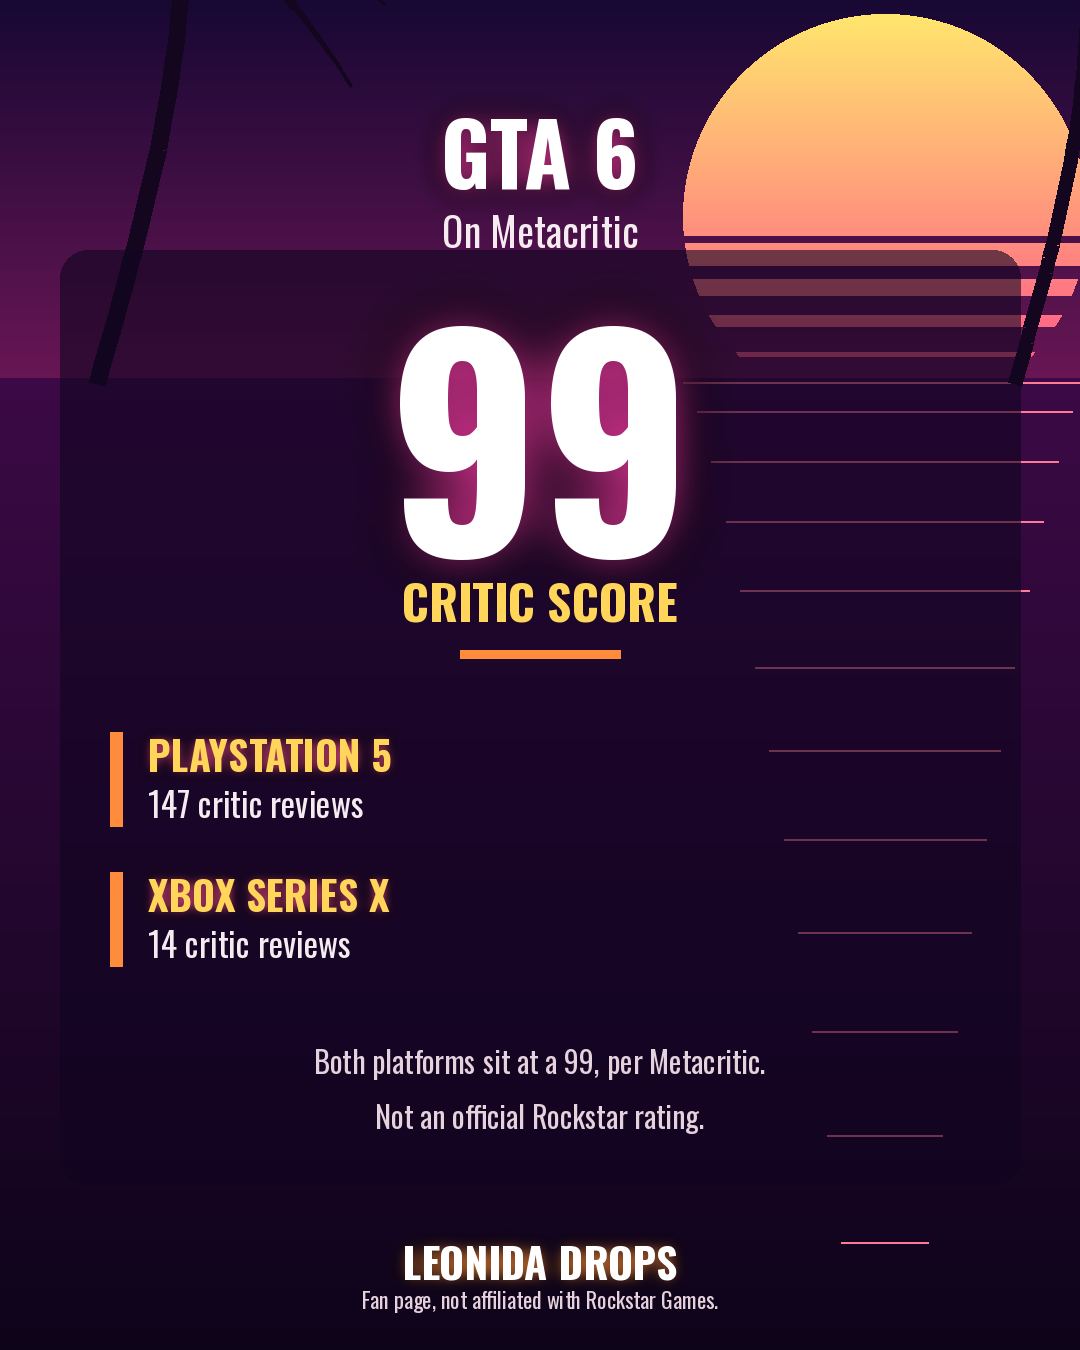 GTA 6
On Metacritic
99
CRITIC SCORE
PLAYSTATION 5
147 critic reviews
XBOX SERIES X
14 critic reviews
Both platforms sit at a 99, per Metacritic.
Not an official Rockstar rating.
LEONIDA DROPS
Fan page, not affiliated with Rockstar Games.